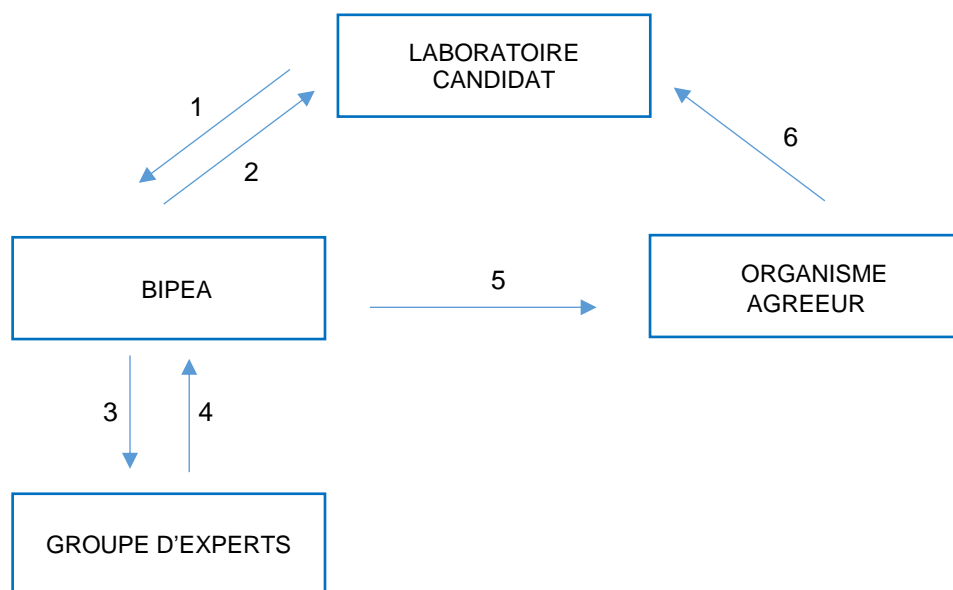 LABORATOIRE
CANDIDAT
1
2
6
BIPEA
5
ORGANISME
AGREEUR
3
4
GROUPE D'EXPERTS